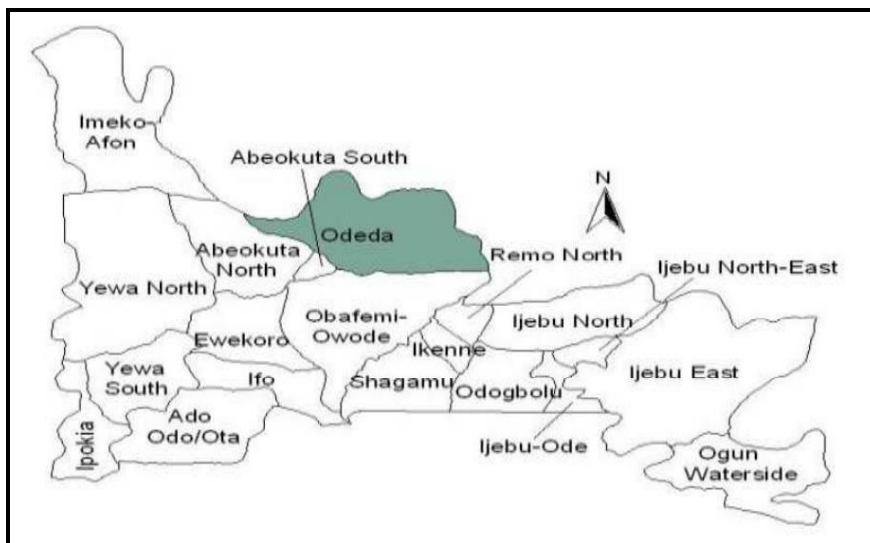 Imeko-
Afon
Abeokuta South
N
Odeda
Abeokuta
North
Remo North
Ijebu North-East
Yewa North
Obafemi-
Owode
Ijebu North
Ewekoro
Ikenne
Yewa
South
Ifo
Shagamu
Odogbolu
Ijebu East
Ado
Odo/Ota
Ipokia
Ijebu-Ode
Ogun
Waterside